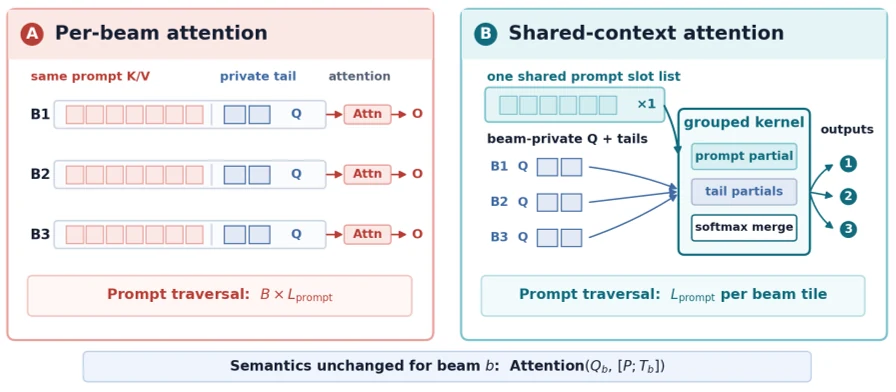 A Per-beam attention
same prompt K/V private tail attention
B1 Q Attn O
B2 Q Attn O
B3 Q Attn O
Prompt traversal: B × L_prompt
B Shared-context attention
one shared prompt slot list
×1
beam-private Q + tails
B1 Q
B2 Q
B3 Q
grouped kernel
prompt partial
tail partials
softmax merge
outputs
1
2
3
Prompt traversal: L_prompt per beam tile
Semantics unchanged for beam b: Attention(Q_b, [P; T_b])